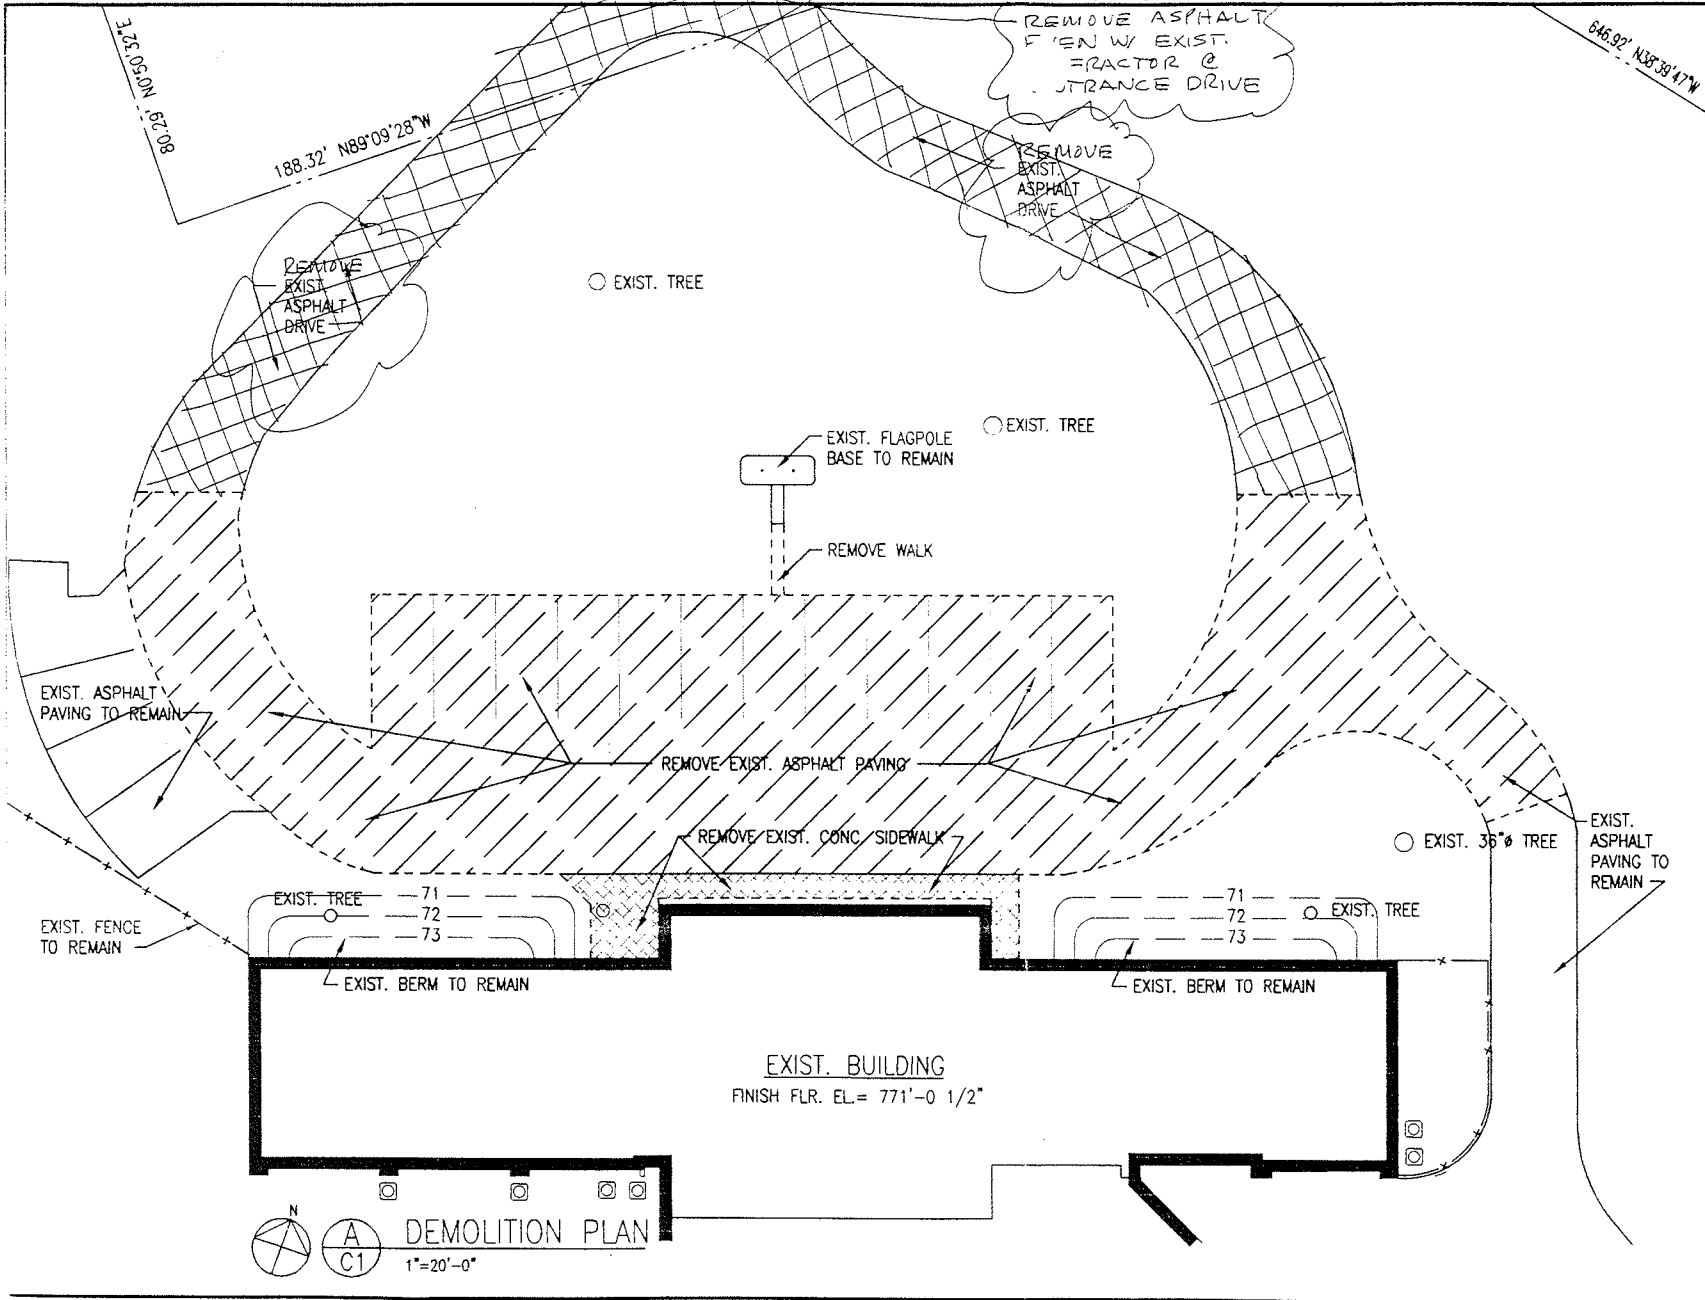 REMOVE ASPHALT
W/ EXIST.
@
DRIVE
646.92' N38°39'47"W
80.29' N0°50'32"E
188.32' N89°09'28"W
REMOVE
EXIST.
ASPHALT
DRIVE
REMOVE
EXIST.
ASPHALT
DRIVE
EXIST. TREE
EXIST. TREE
EXIST. FLAGPOLE
BASE TO REMAIN
REMOVE WALK
EXIST. ASPHALT
PAVING TO REMAIN
REMOVE EXIST. ASPHALT PAVING
REMOVE EXIST. CONC. SIDEWALK
EXIST. 36"ø TREE
EXIST.
ASPHALT
PAVING TO
REMAIN
EXIST. TREE
71
72
73
71
72
73
EXIST. TREE
EXIST. FENCE
TO REMAIN
EXIST. BERM TO REMAIN
EXIST. BERM TO REMAIN
EXIST. BUILDING
FINISH FLR. EL.= 771'-0 1/2"
N
A
C1
DEMOLITION PLAN
1"=20'-0"